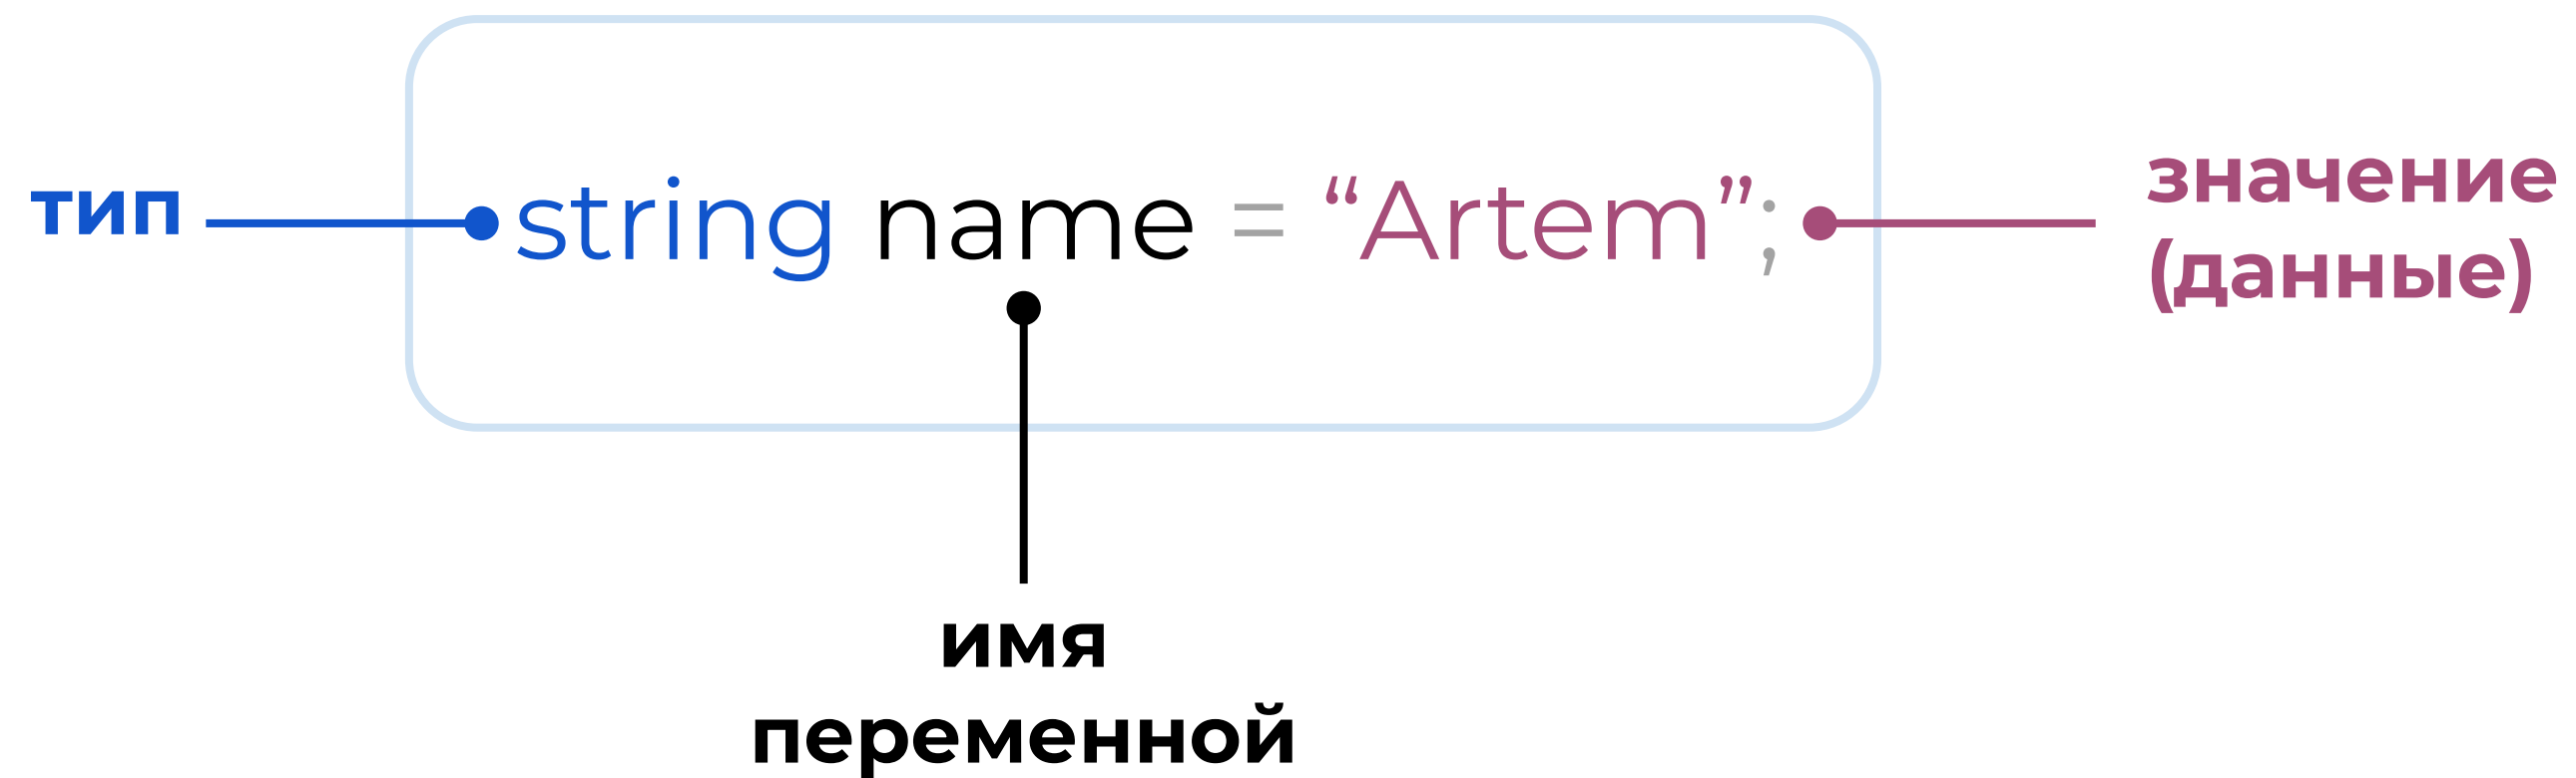 тип
string name = “Artem”;
значение
(данные)
имя
переменной